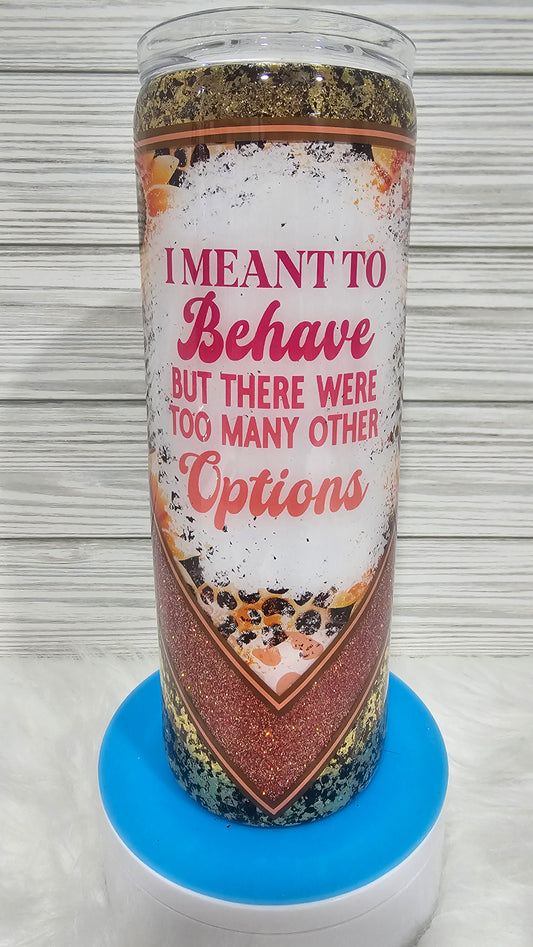 I MEANT TO
Behave
BUT THERE WERE
TOO MANY OTHER
Options